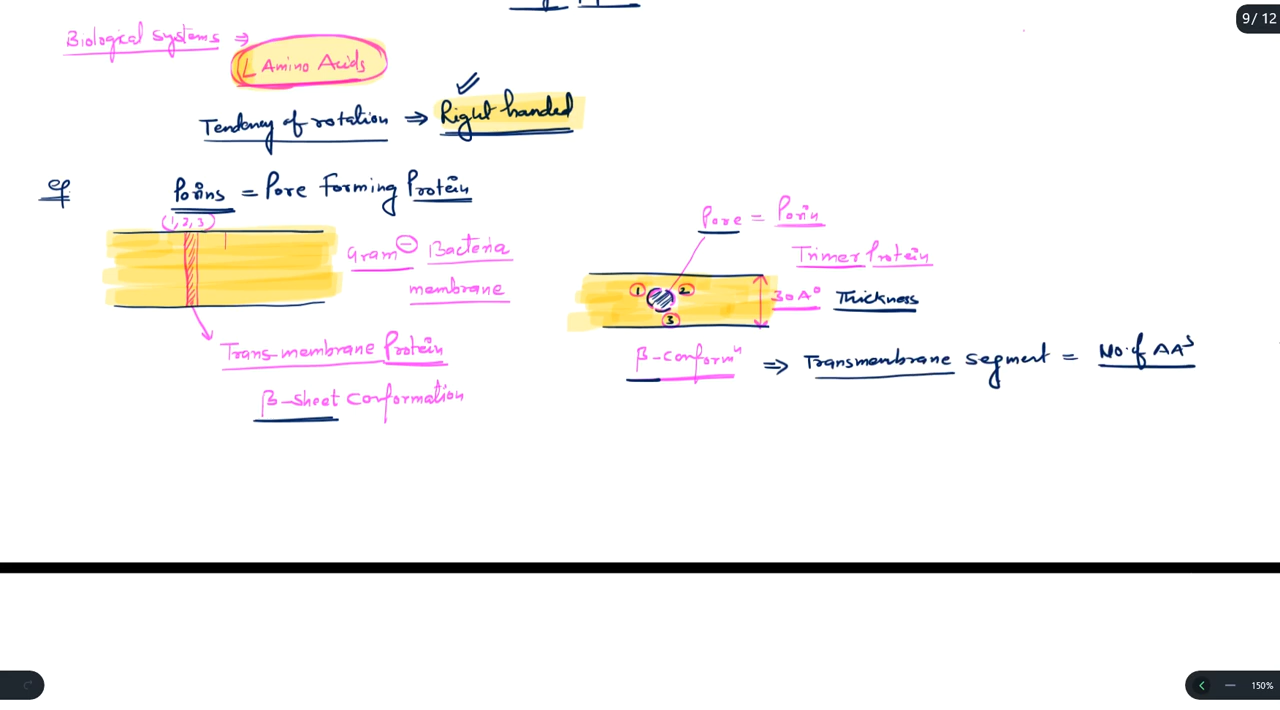 9 / 12
Biological systems ⇒
L Amino Acids
Tendency of rotation ⇒ Right handed
eg
Porins = Pore Forming Protein
(1, 2, 3)
Gram ⊖ Bacteria
membrane
Trans-membrane Protein
β-sheet conformation
Pore = Porin
Trimer Protein
1 2
3
30 A° Thickness
β-conformⁿ ⇒ Transmembrane segment = No. of AAˢ
150%